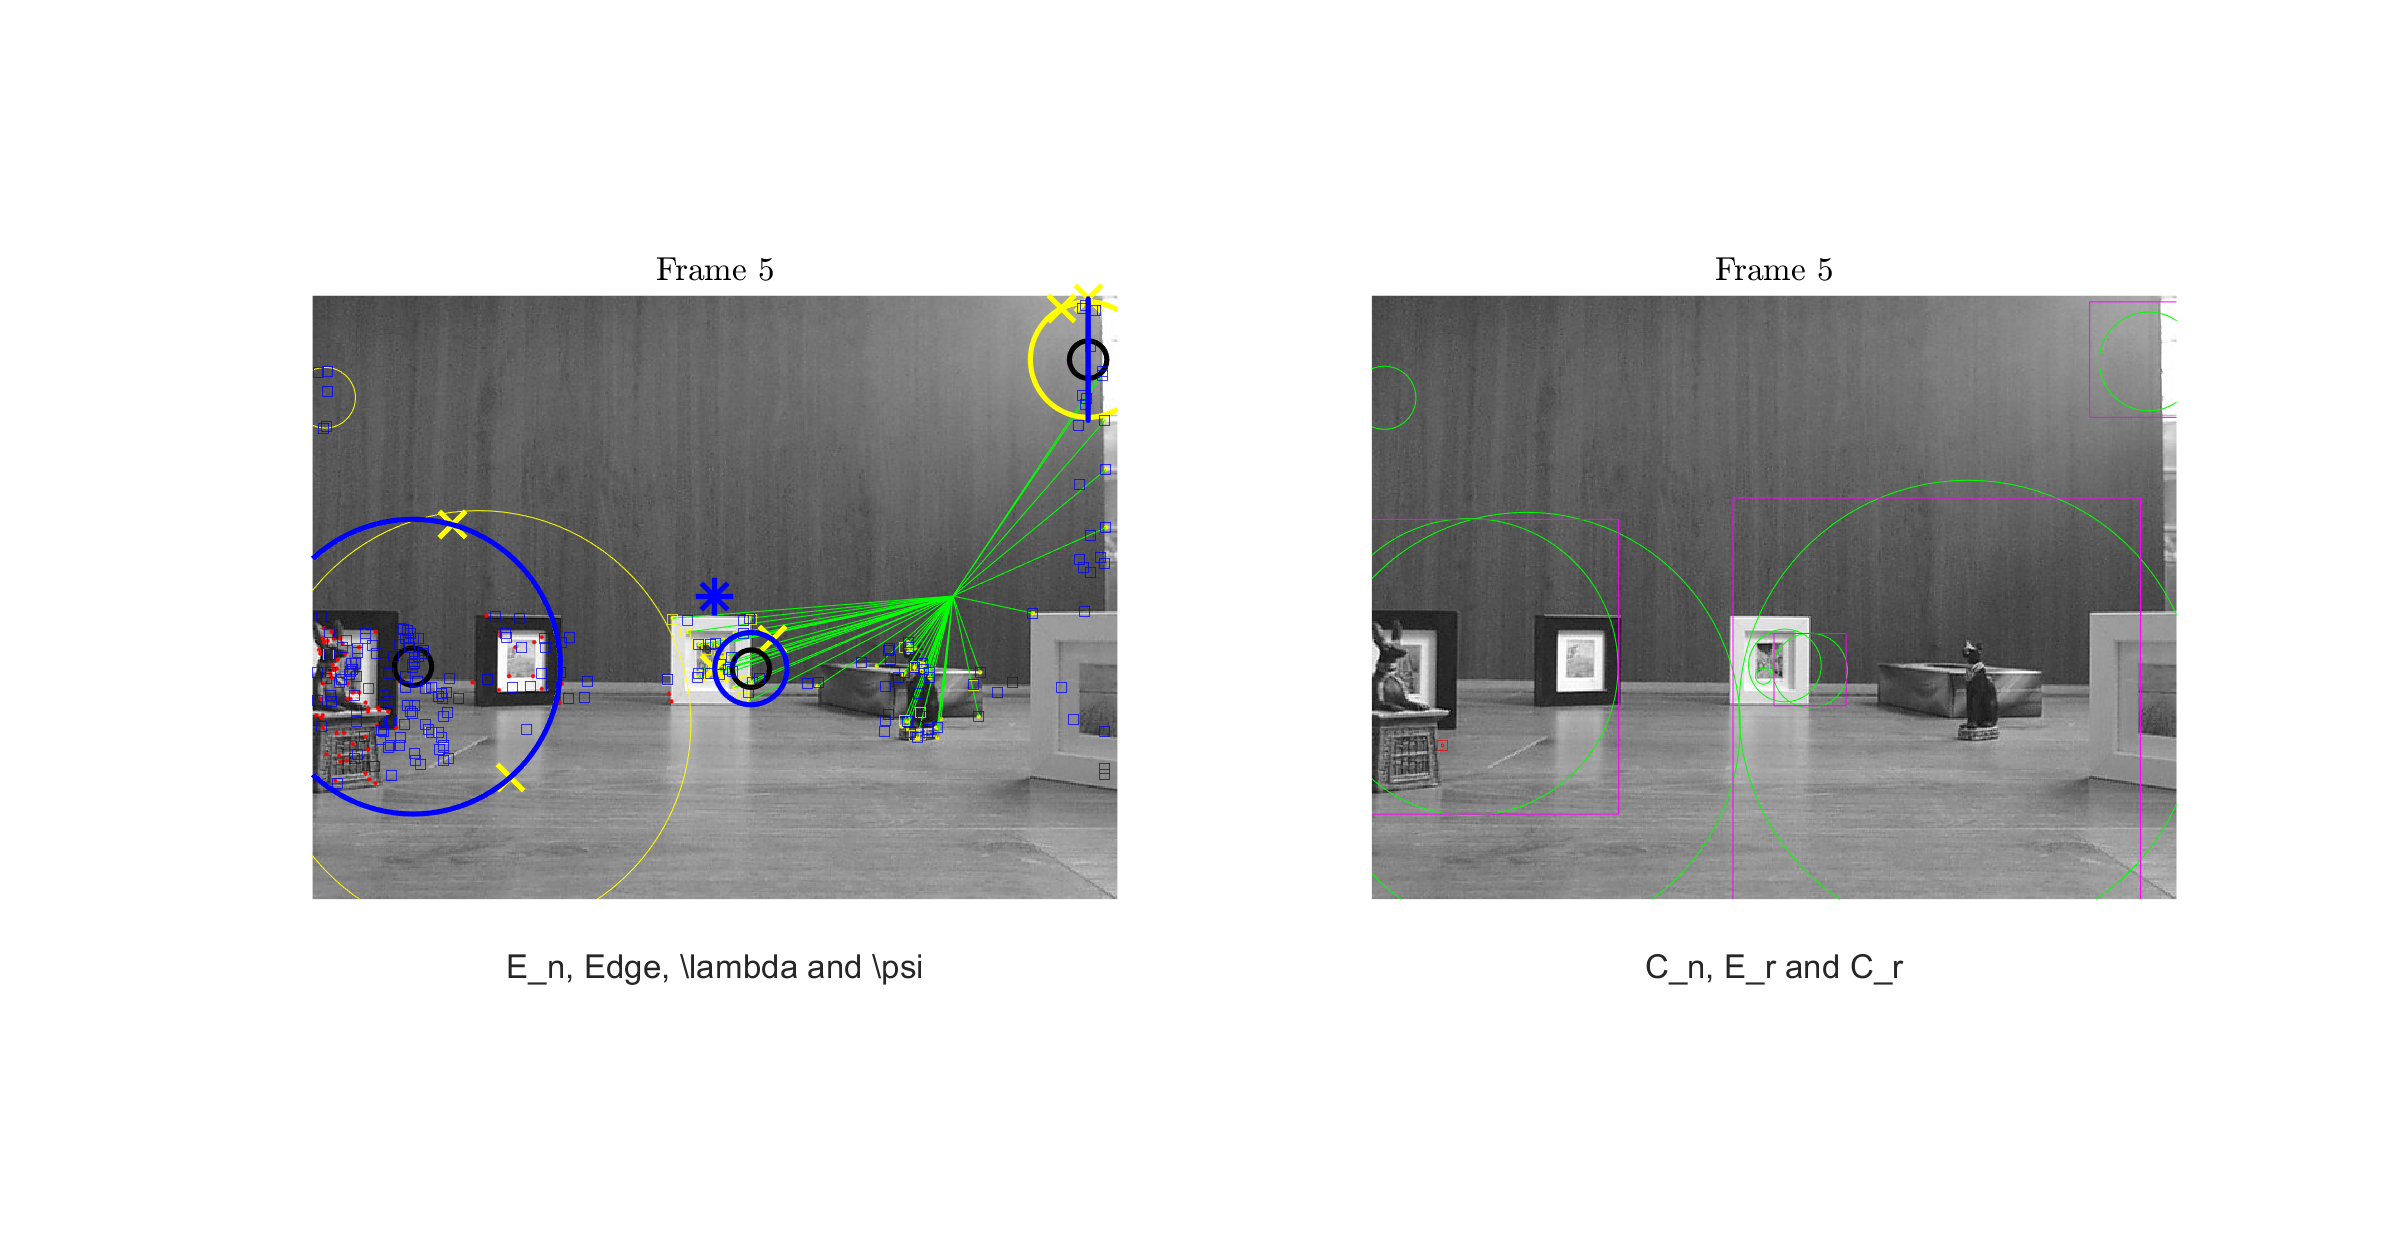 Frame 5
Frame 5
E_n, Edge, \lambda and \psi
C_n, E_r and C_r